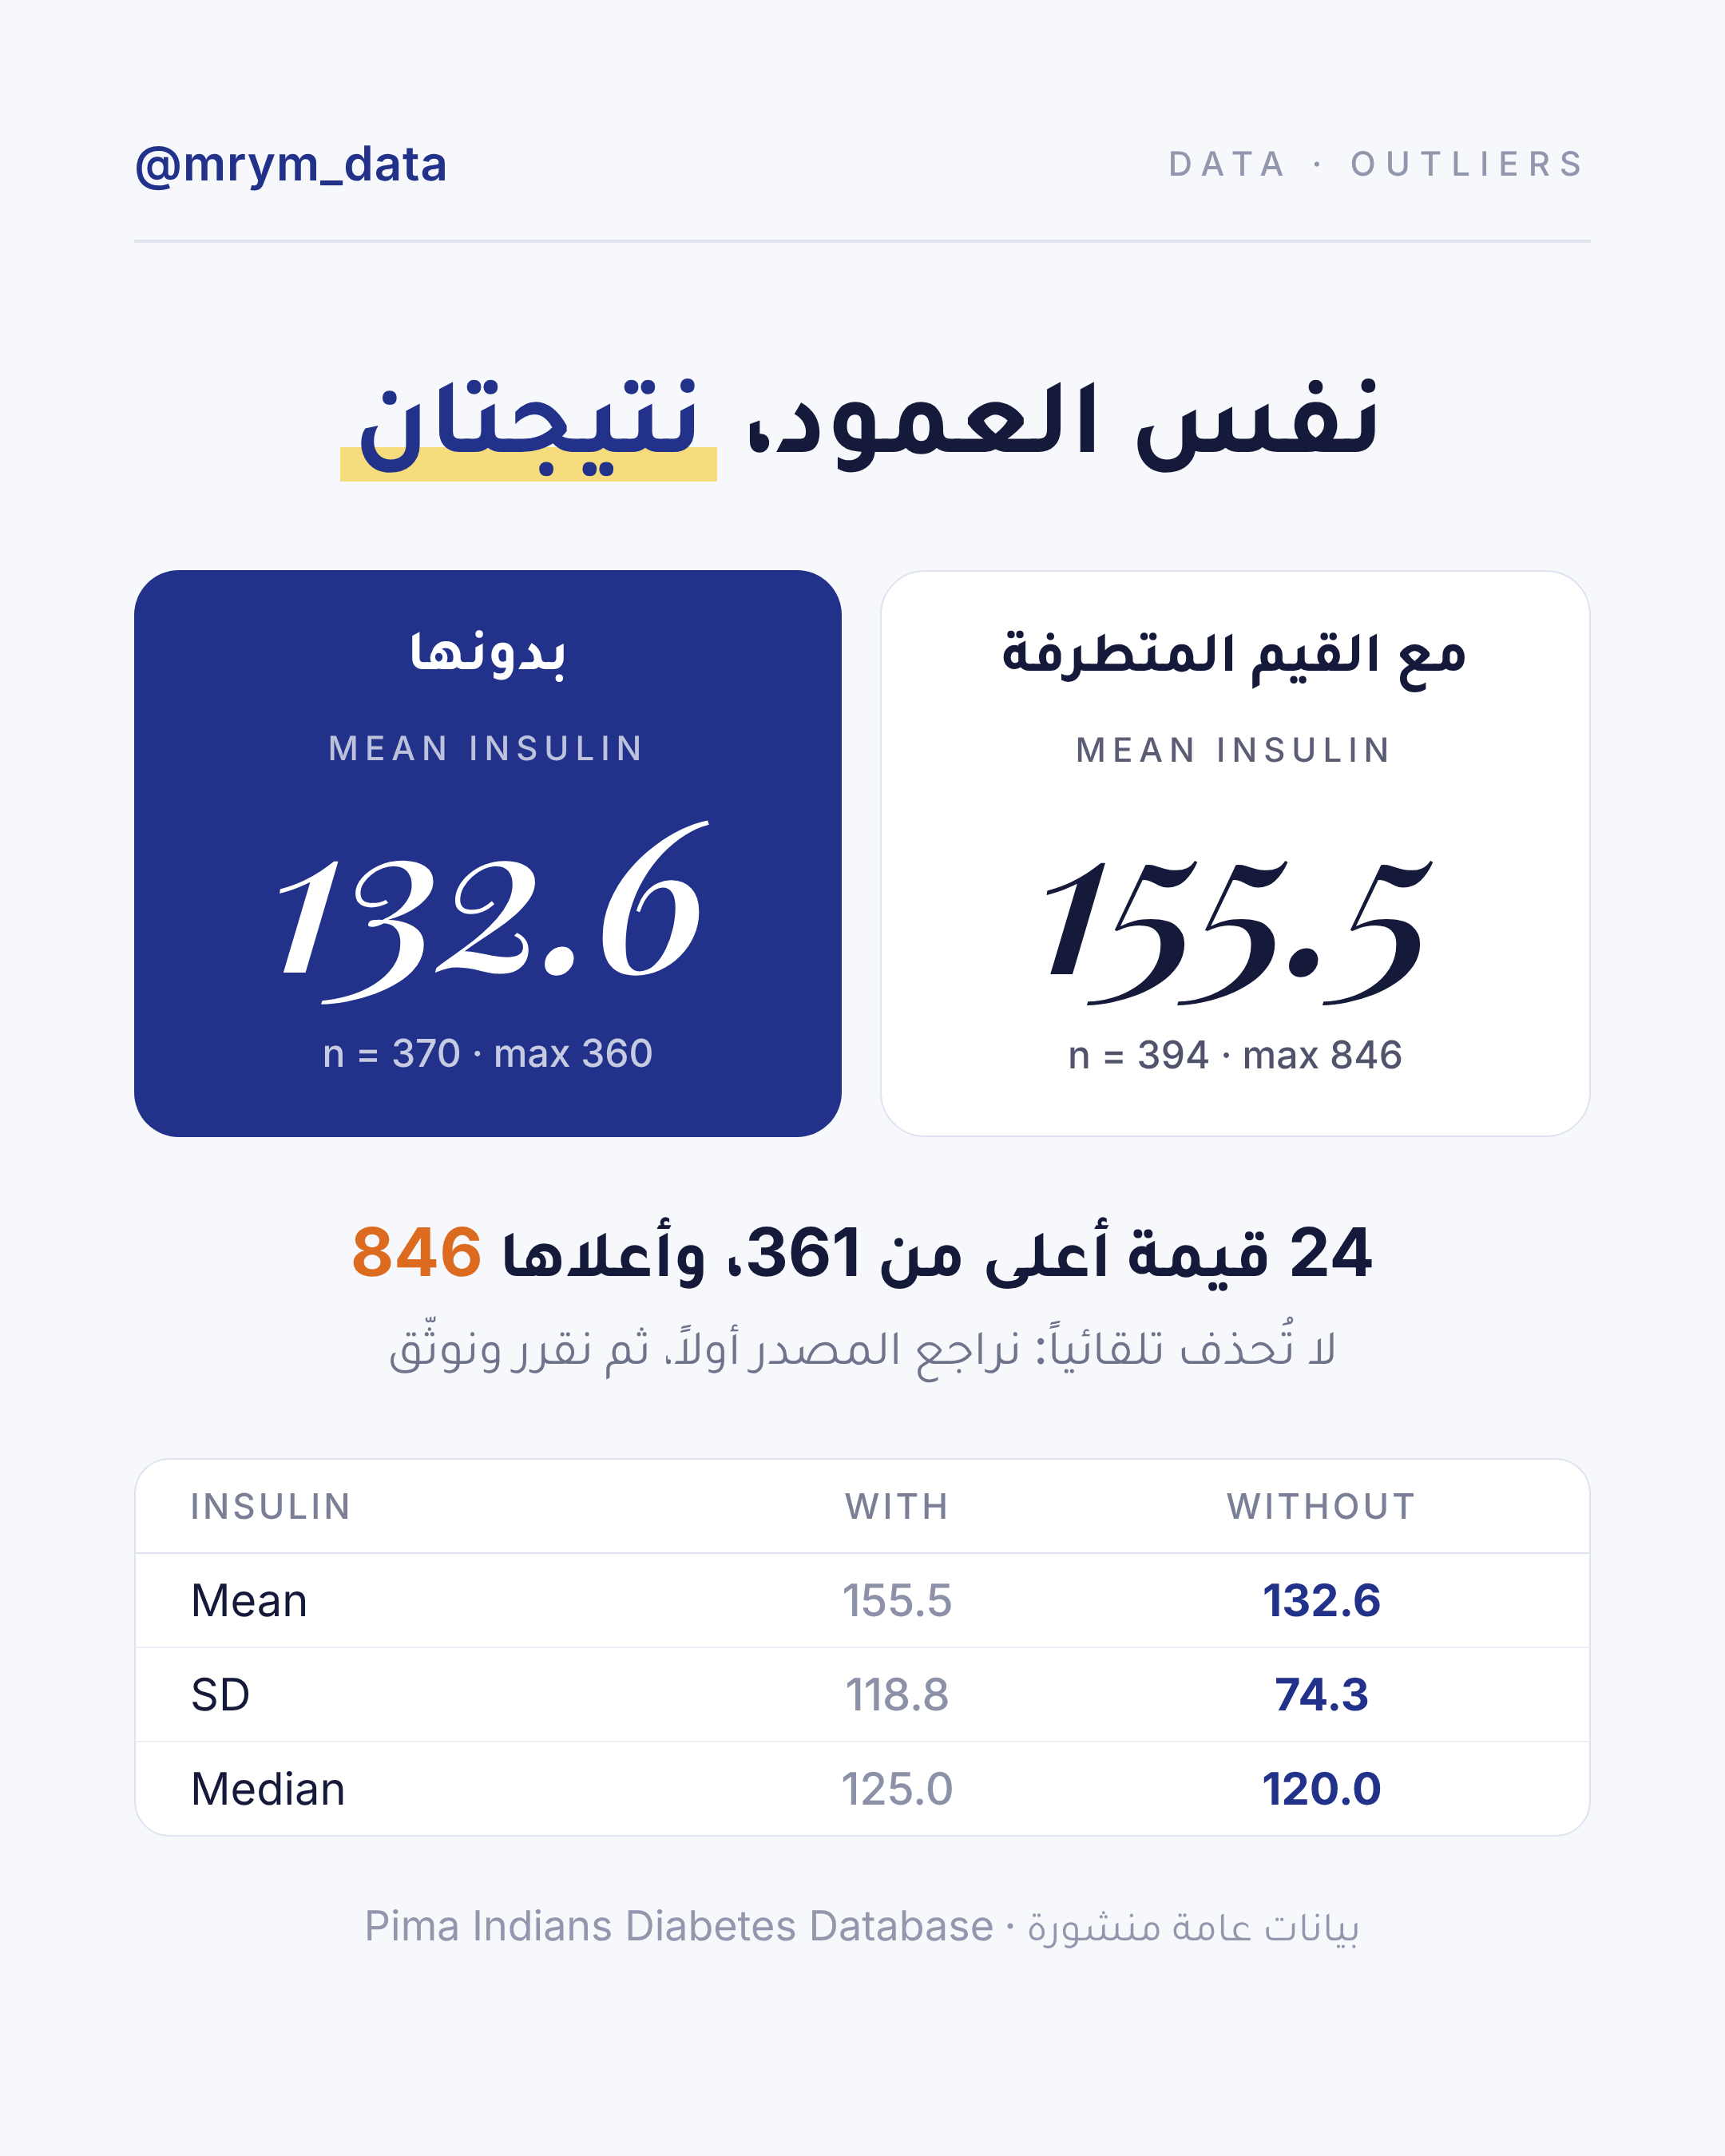 @mrym_data
DATA · OUTLIERS
نفس العمود، نتيجتان
مع القيم المتطرفة
MEAN INSULIN
155.5
n = 394 · max 846
بدونها
MEAN INSULIN
132.6
n = 370 · max 360
24 قيمة أعلى من 361، وأعلاها 846
لا تُحذف تلقائياً: نراجع المصدر أولاً، ثم نقرر ونوثّق
INSULIN WITH WITHOUT
Mean 155.5 132.6
SD 118.8 74.3
Median 125.0 120.0
Pima Indians Diabetes Database · بيانات عامة منشورة